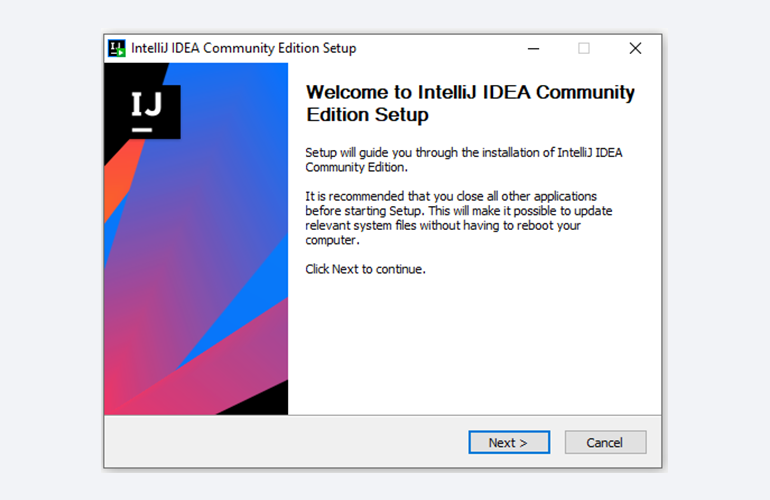 IntelliJ IDEA Community Edition Setup
IJ
Welcome to IntelliJ IDEA Community
Edition Setup
Setup will guide you through the installation of IntelliJ IDEA
Community Edition.
It is recommended that you close all other applications
before starting Setup. This will make it possible to update
relevant system files without having to reboot your
computer.
Click Next to continue.
Next >
Cancel